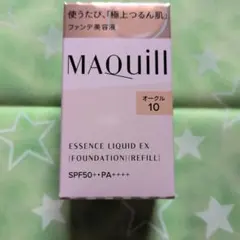 使うたび、「極上つるん肌」
ファンデ美容液
MAQuill
オークル
10
ESSENCE LIQUID EX
(FOUNDATION)(REFILL)
SPF50+・PA++++